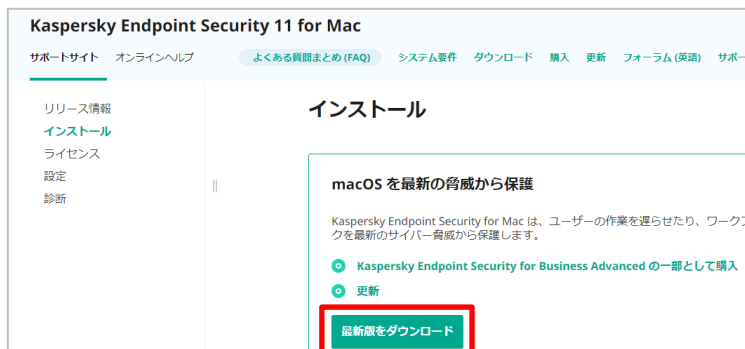 Kaspersky Endpoint Security 11 for Mac
サポートサイト オンラインヘルプ よくある質問まとめ (FAQ) システム要件 ダウンロード 購入 更新 フォーラム (英語) サポー
リリース情報
インストール
ライセンス
設定
診断
インストール
macOS を最新の脅威から保護
Kaspersky Endpoint Security for Mac は、ユーザーの作業を遅らせたり、ワークフ
クを最新のサイバー脅威から保護します。
Kaspersky Endpoint Security for Business Advanced の一部として購入
更新
最新版をダウンロード